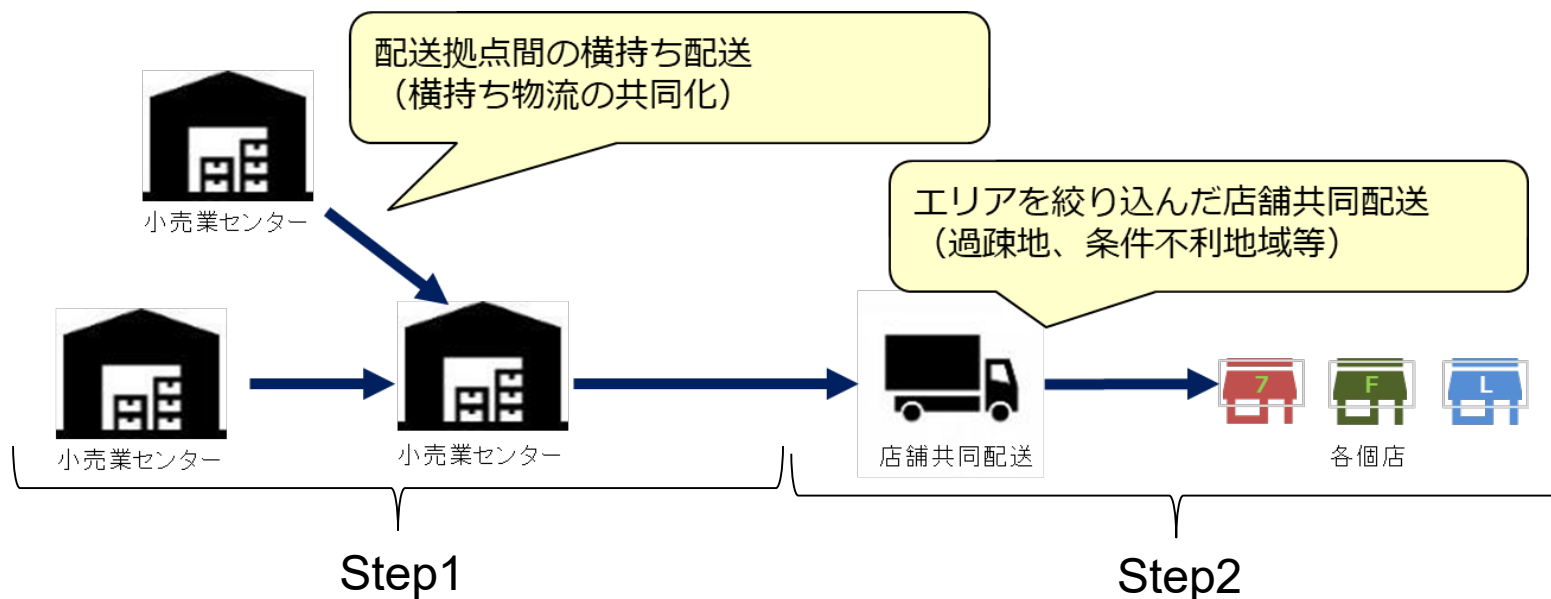 配送拠点間の横持ち配送
（横持ち物流の共同化）
小売業センター
エリアを絞り込んだ店舗共同配送
（過疎地、条件不利地域等）
小売業センター
小売業センター
店舗共同配送
7
F
L
各個店
Step1
Step2